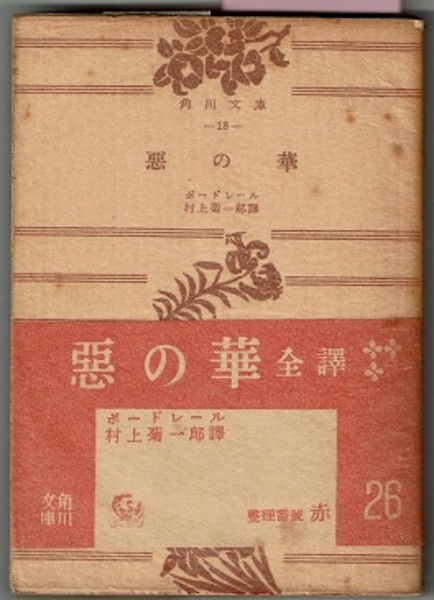 角川文庫
—18—
惡の華
ボードレール
村上菊一郎譯
惡の華 全譯
ボードレール
村上菊一郎譯
角川
文庫
整理番號 赤 26